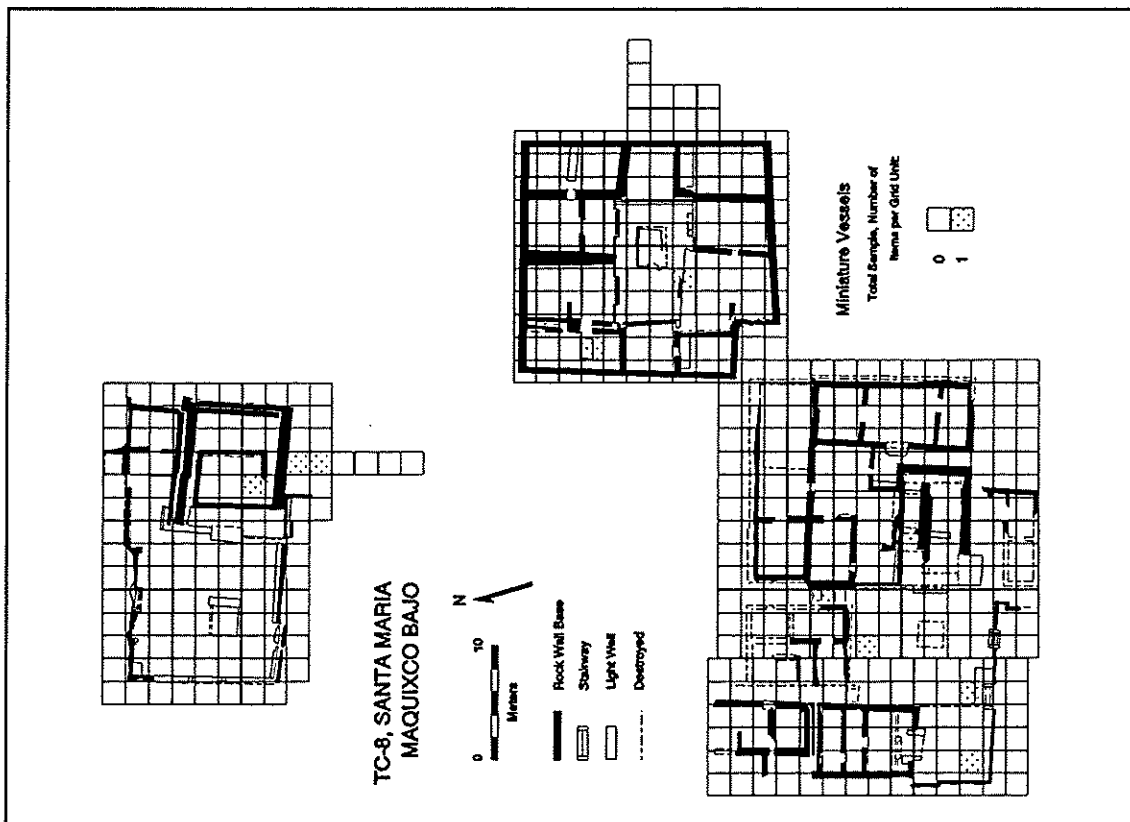 TC-8, SANTA MARIA
MAQUIXCO BAJO
N
0 10
Meters
Rock Wall Base
Stairway
Light Well
Destroyed
Miniature Vessels
Total Sample, Number of
Items per Grid Unit:
0
1